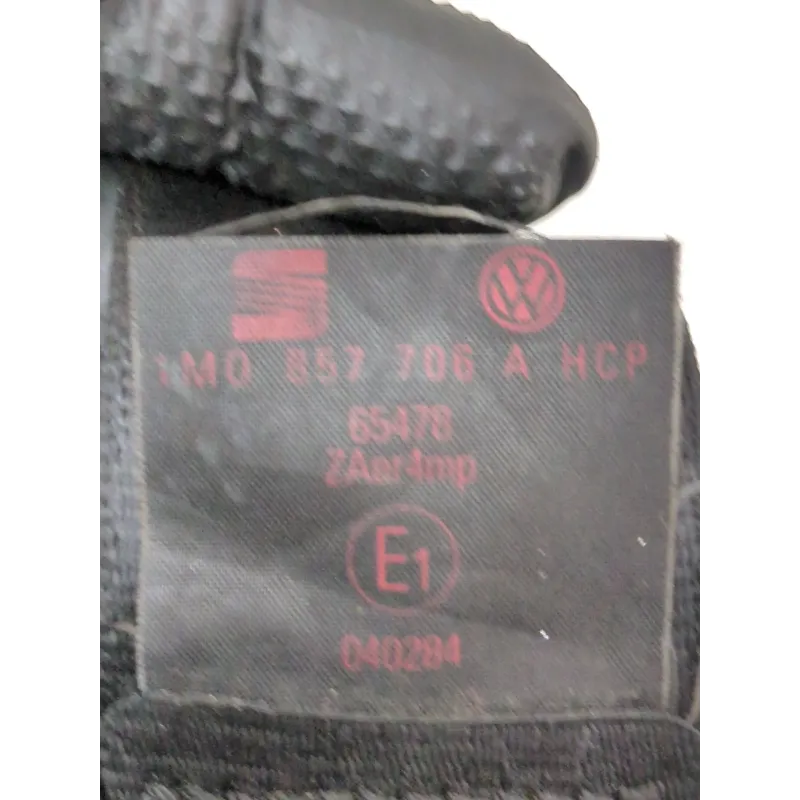 1M0 857 706 A HCP
65478
ZAer4mp
E1
040284